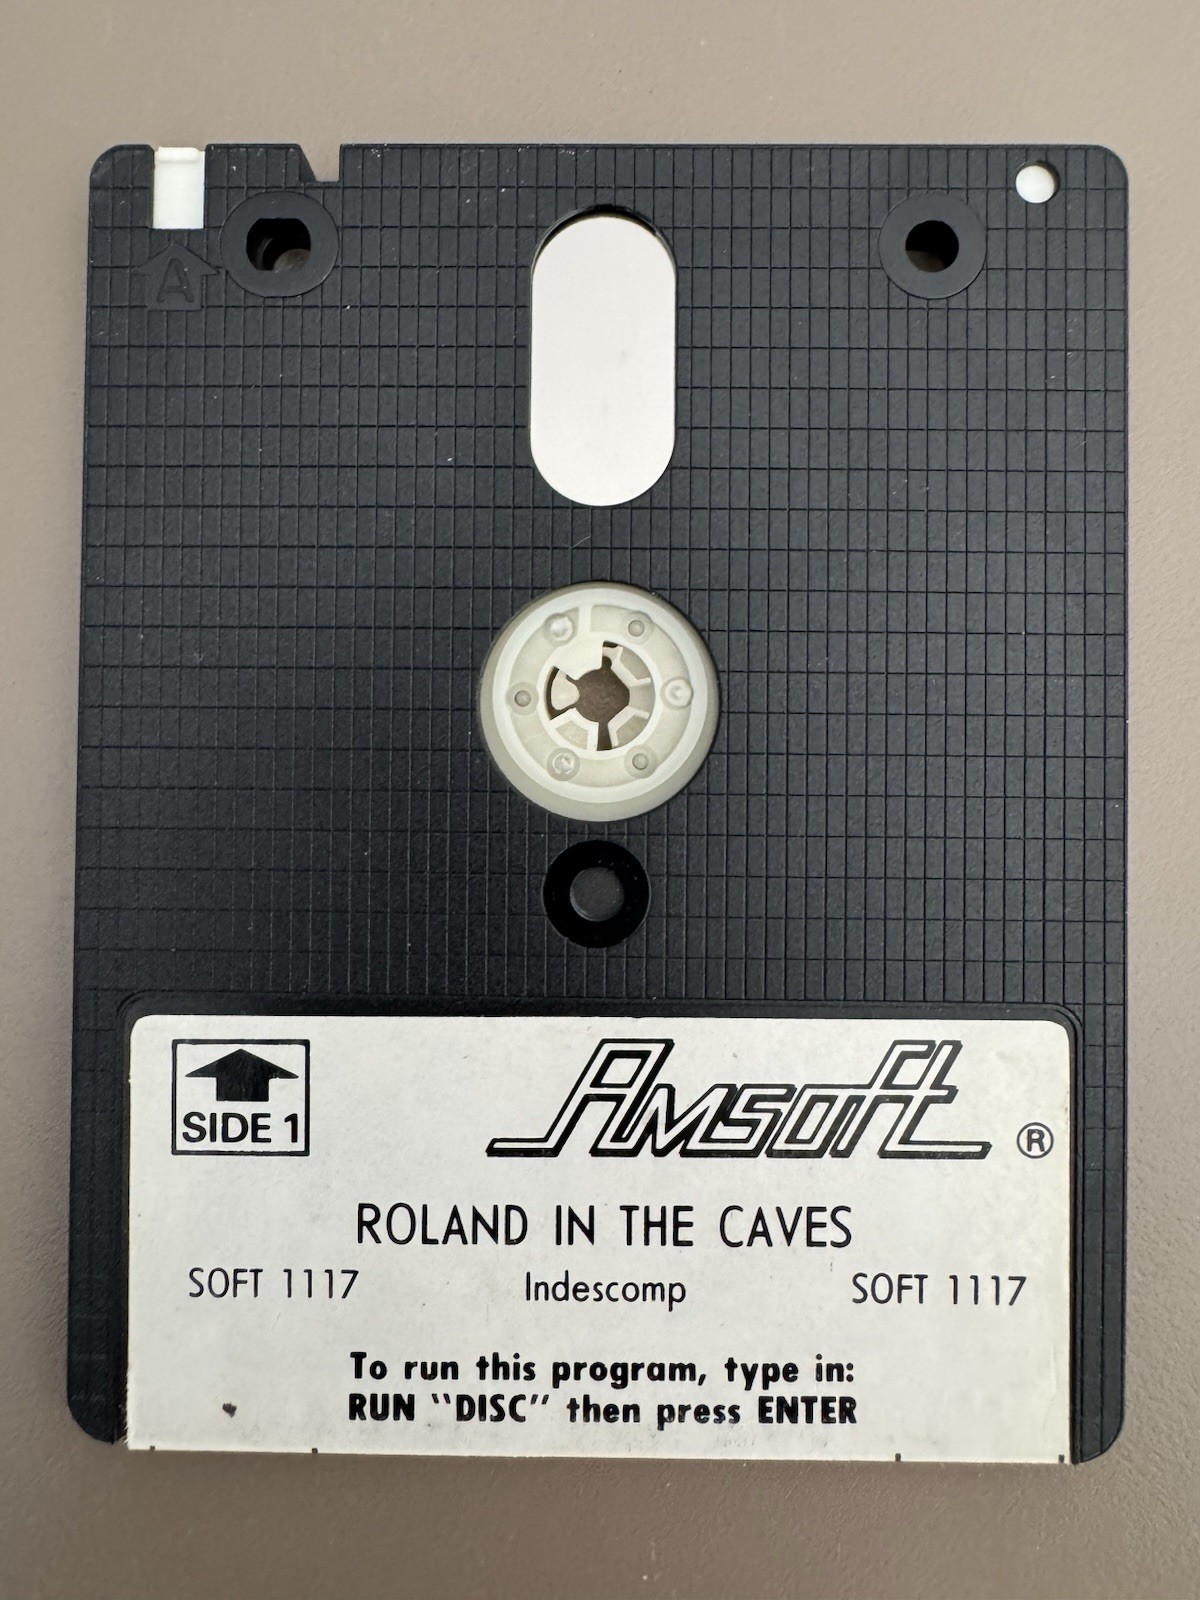 A
SIDE 1
Amsoft ®
ROLAND IN THE CAVES
SOFT 1117 Indescomp SOFT 1117
To run this program, type in:
RUN "DISC" then press ENTER